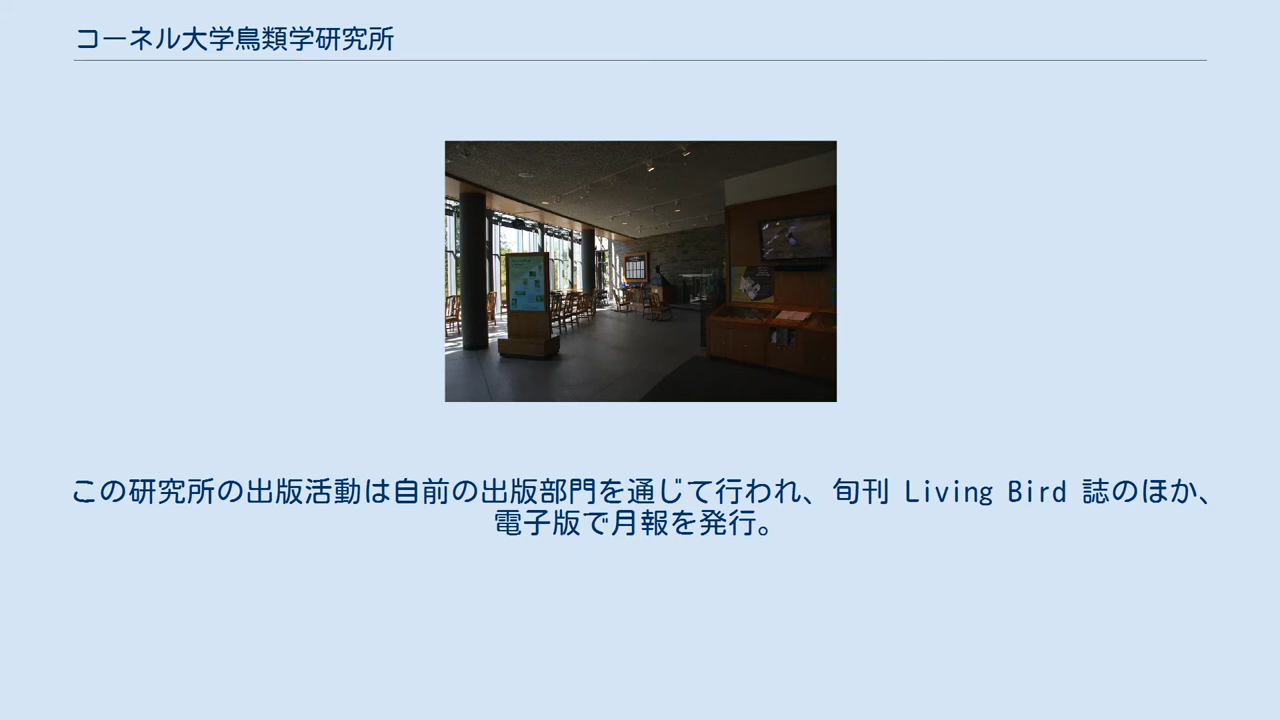 コーネル大学鳥類学研究所
この研究所の出版活動は自前の出版部門を通じて行われ、旬刊 Living Bird 誌のほか、
電子版で月報を発行。